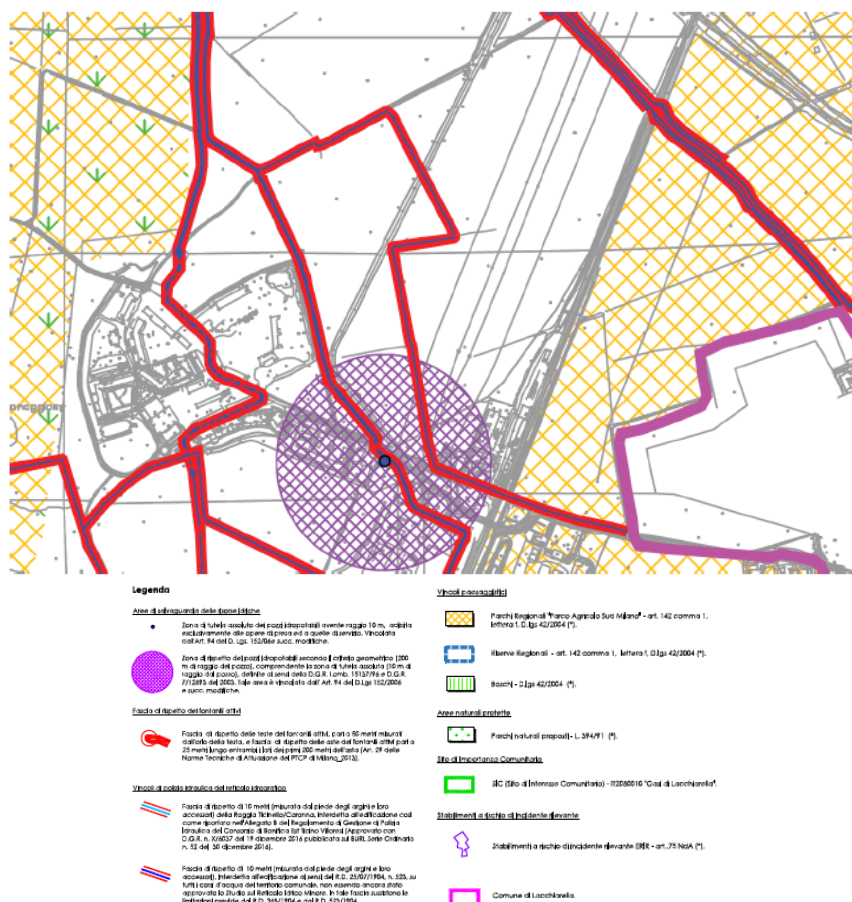 Legenda
Aree di salvaguardia delle risorse idriche
Zona di tutela assoluta dei pozzi idropotabili avente raggio 10 m, adibita
esclusivamente alle opere di presa ed a quelle di servizio. Vincolata
dall'Art. 94 del D. Lgs. 152/06e succ. modifiche.
Zona di rispetto dei pozzi idropotabili secondo il criterio geometrico (200
m di raggio dal pozzo), comprendente la zona di tutela assoluta (10 m di
raggio dal pozzo), definite ai sensi della D.G.R. Lomb. 15137/96 e D.G.R.
7/12693 del 2003. Tale area è vincolata dall' Art. 94 del D.Lgs 152/2006
e succ. modifiche.
Fascia di rispetto dei fontanili attivi
Fascia di rispetto delle teste dei fontanili attivi, pari a 50 metri misurati
dall'orlo della testa, e fascia di rispetto delle aste dei fontanili attivi pari a
25 metri lungo entrambi i lati dei primi 200 metri dell'asta (Art. 29 delle
Norme Tecniche di Attuazione del PTCP di Milano_2013).
Vincoli di polizia idraulica del reticolo idrografico
Fascia di rispetto di 10 metri (misurata dal piede degli argini e loro
accessori) della Roggia Ticinello/Caronna, interdetta all'edificazione così
come riportato nell'Allegato B del Regolamento di Gestione di Polizia
Idraulica del Consorzio di Bonifica Est Ticino Villoresi (Approvato con
D.G.R. n. X/6037 del 19 dicembre 2016 pubblicata sul BURL Serie Ordinaria
n. 52 del 30 dicembre 2016).
Fascia di rispetto di 10 metri (misurata dal piede degli argini e loro
accessori), interdetta all'edificazione ai sensi del R.D. 25/07/1904, n. 523, su
tutti i corsi d'acqua del territorio comunale, non essendo ancora stato
approvato lo Studio sul Reticolo Idrico Minore. In tale fascia sussistono le
limitazioni previste dal R.D. 368/1904 e dal R.D. 523/1904.
Vincoli paesaggistici
Parchi Regionali "Parco Agricolo Sud Milano" - art. 142 comma 1,
lettera f, D.lgs 42/2004 (*).
Riserve Regionali - art. 142 comma 1, lettera f, D.lgs 42/2004 (*).
Boschi - D.lgs 42/2004 (*).
Aree naturali protette
Parchi naturali proposti - L. 394/91 (*).
Sito di Importanza Comunitaria
SIC (Sito di Interesse Comunitario) - IT2050010 "Oasi di Lacchiarella".
Stabilimenti a rischio di incidente rilevante
Stabilimenti a rischio di incidente rilevante (RIR - art. 75 NdA (*).
Comune di Lacchiarella.